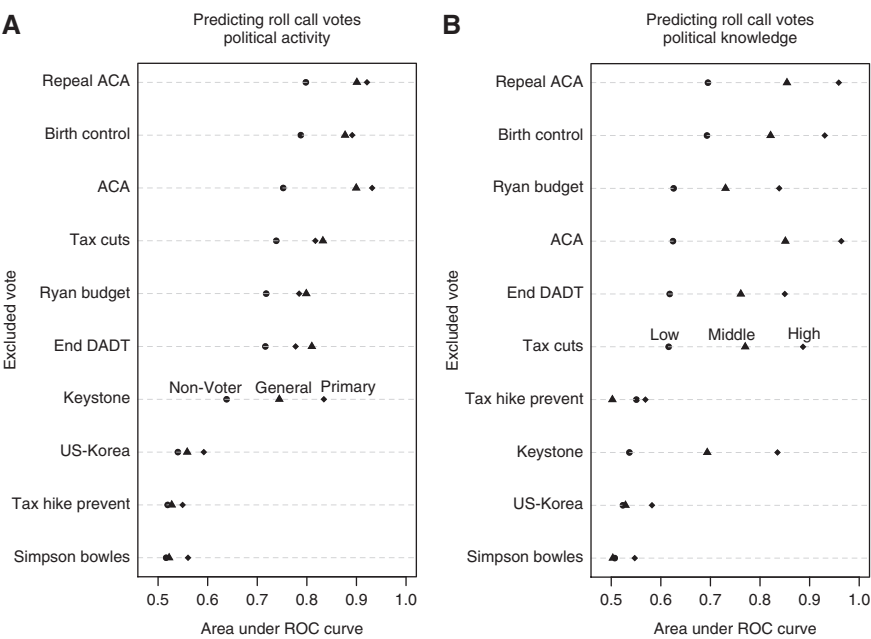 A
Predicting roll call votes
political activity
Excluded vote
Repeal ACA
Birth control
ACA
Tax cuts
Ryan budget
End DADT
Keystone
Non-Voter General Primary
US-Korea
Tax hike prevent
Simpson bowles
0.5 0.6 0.7 0.8 0.9 1.0
Area under ROC curve
B
Predicting roll call votes
political knowledge
Excluded vote
Repeal ACA
Birth control
Ryan budget
ACA
End DADT
Tax cuts
Low Middle High
Tax hike prevent
Keystone
US-Korea
Simpson bowles
0.5 0.6 0.7 0.8 0.9 1.0
Area under ROC curve